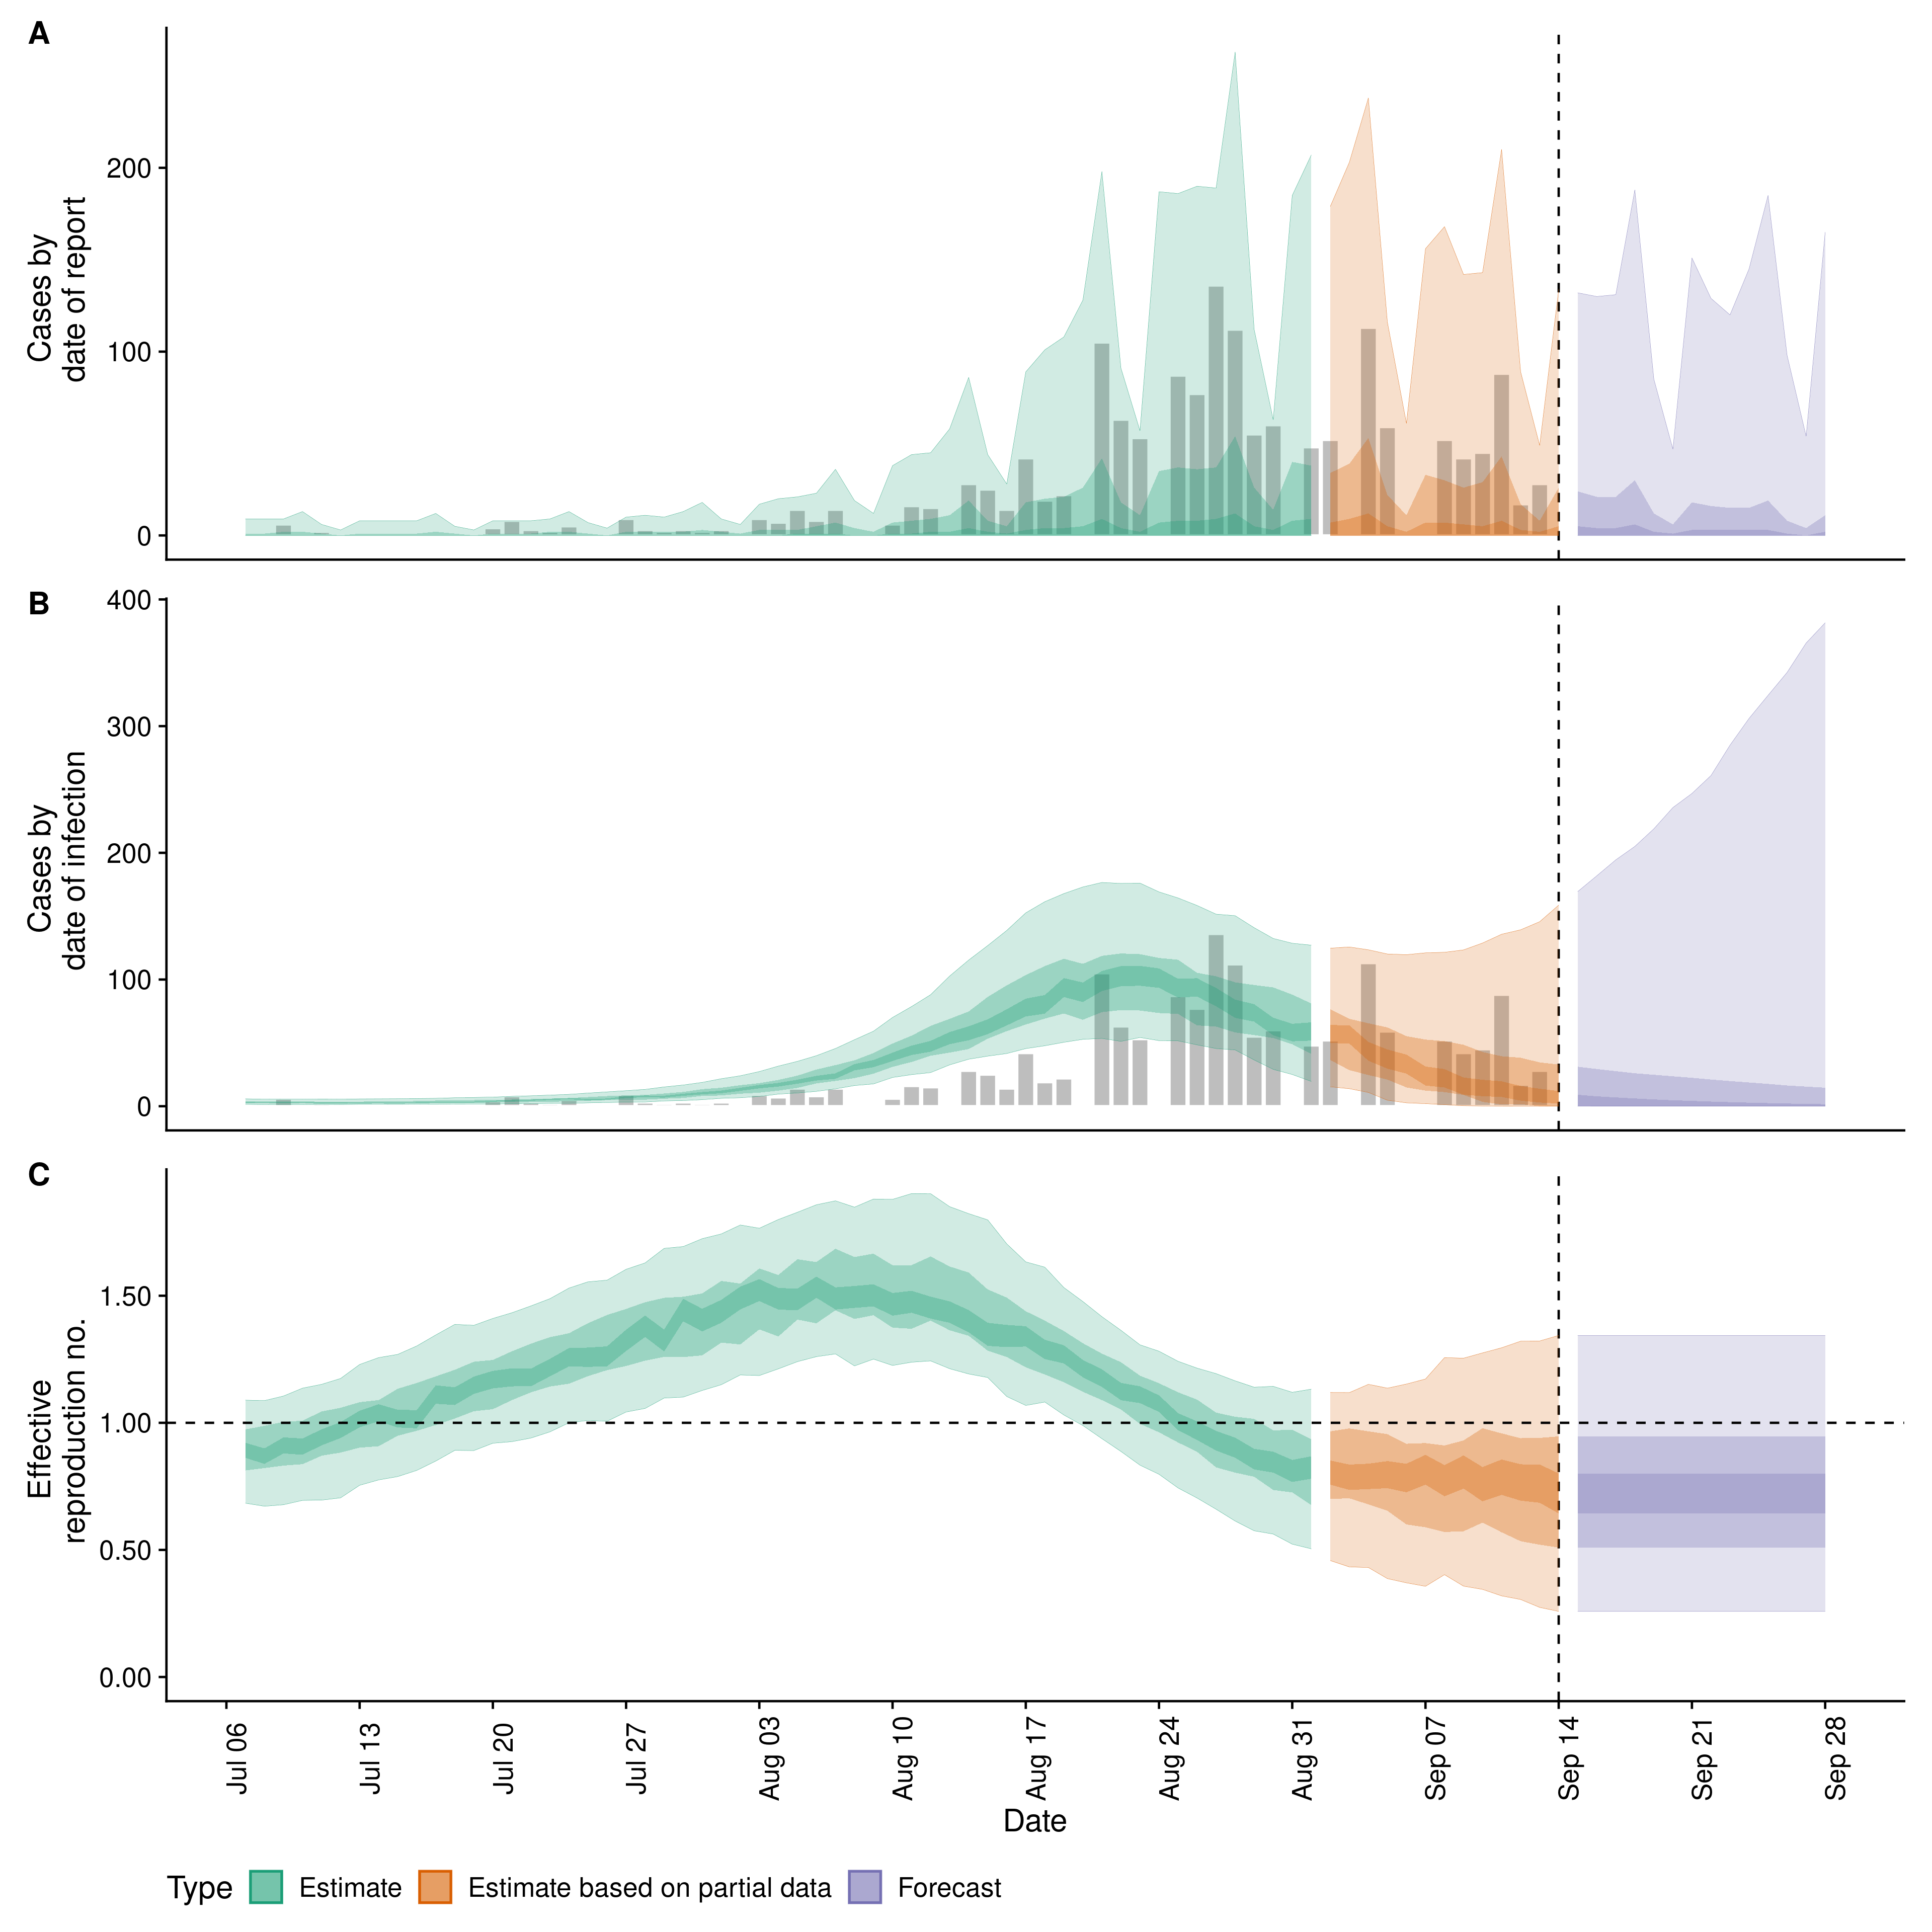 A
Cases by
date of report
200
100
0
B
Cases by
date of infection
400
300
200
100
0
C
Effective
reproduction no.
1.50
1.00
0.50
0.00
Jul 06
Jul 13
Jul 20
Jul 27
Aug 03
Aug 10
Aug 17
Aug 24
Aug 31
Sep 07
Sep 14
Sep 21
Sep 28
Date
Type
Estimate
Estimate based on partial data
Forecast